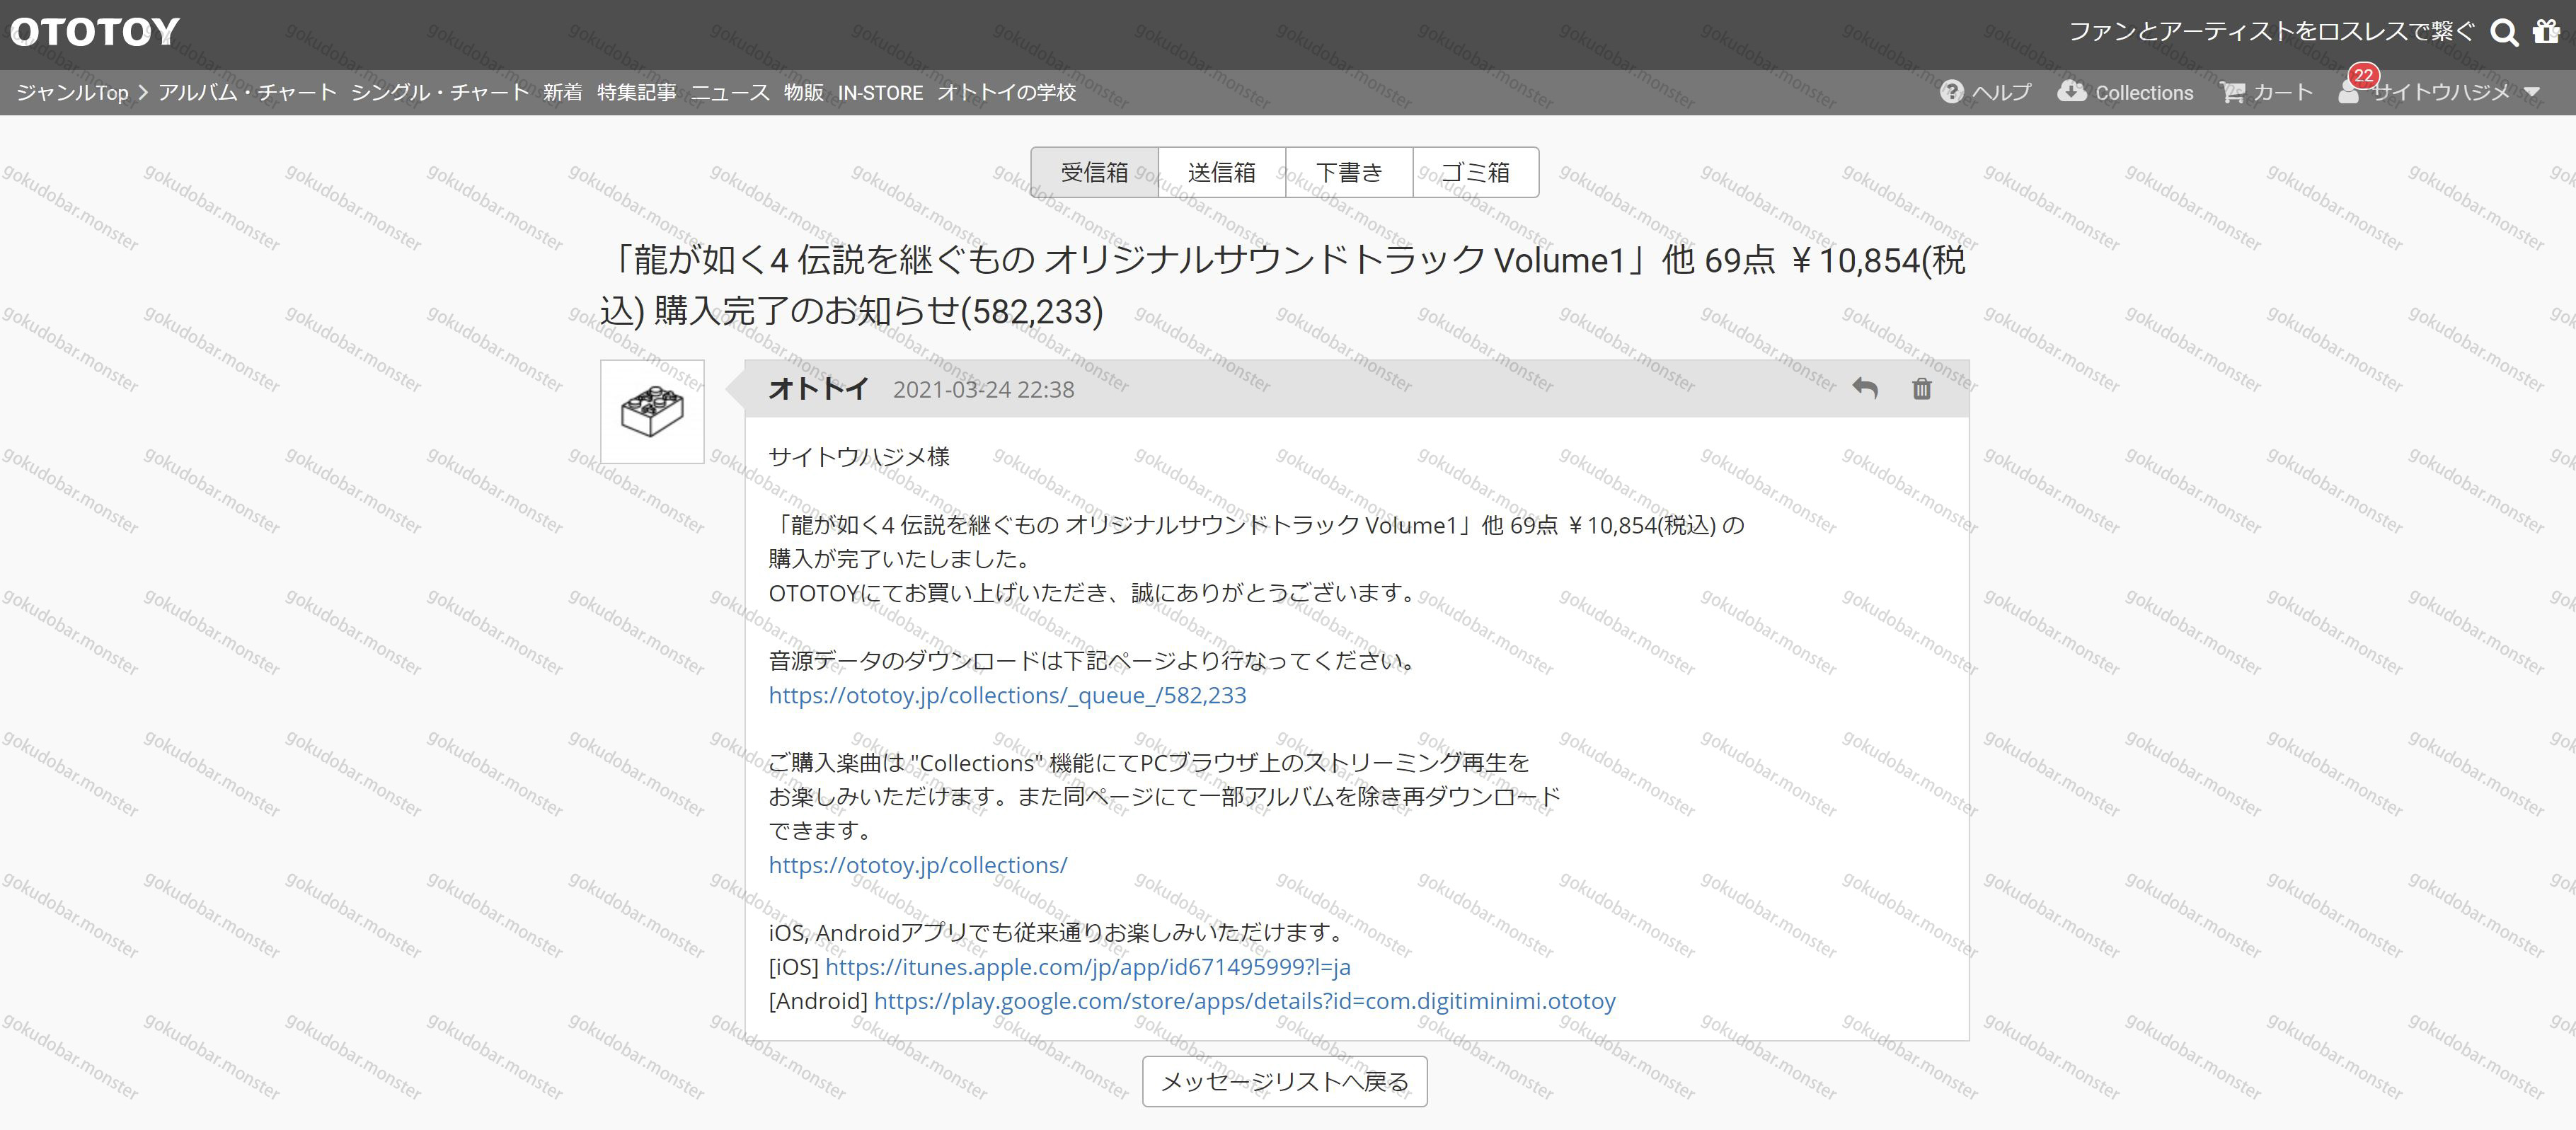 OTOTOY
ファンとアーティストをロスレスで繋ぐ
ジャンルTop アルバム・チャート シングル・チャート 新着 特集記事 ニュース 物販 IN-STORE オトトイの学校
ヘルプ Collections カート 22 サイトウハジメ
受信箱 送信箱 下書き ゴミ箱
「龍が如く4 伝説を継ぐもの オリジナルサウンドトラック Volume1」他 69点 ￥10,854(税
込) 購入完了のお知らせ(582,233)
オトトイ 2021-03-24 22:38
サイトウハジメ様
「龍が如く4 伝説を継ぐもの オリジナルサウンドトラック Volume1」他 69点 ￥10,854(税込) の
購入が完了いたしました。
OTOTOYにてお買い上げいただき、誠にありがとうございます。
音源データのダウンロードは下記ページより行なってください。
https://ototoy.jp/collections/_queue_/582,233
ご購入楽曲は "Collections" 機能にてPCブラウザ上のストリーミング再生を
お楽しみいただけます。また同ページにて一部アルバムを除き再ダウンロード
できます。
https://ototoy.jp/collections/
iOS, Androidアプリでも従来通りお楽しみいただけます。
[iOS] https://itunes.apple.com/jp/app/id671495999?l=ja
[Android] https://play.google.com/store/apps/details?id=com.digitiminimi.ototoy
メッセージリストへ戻る
gokudobar.monster